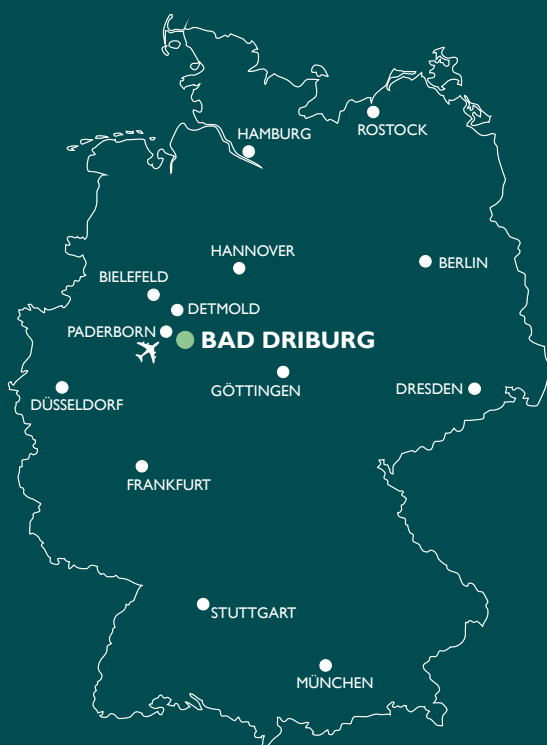 HAMBURG
ROSTOCK
HANNOVER
BERLIN
BIELEFELD
DETMOLD
PADERBORN
BAD DRIBURG
GÖTTINGEN
DRESDEN
DÜSSELDORF
FRANKFURT
STUTTGART
MÜNCHEN